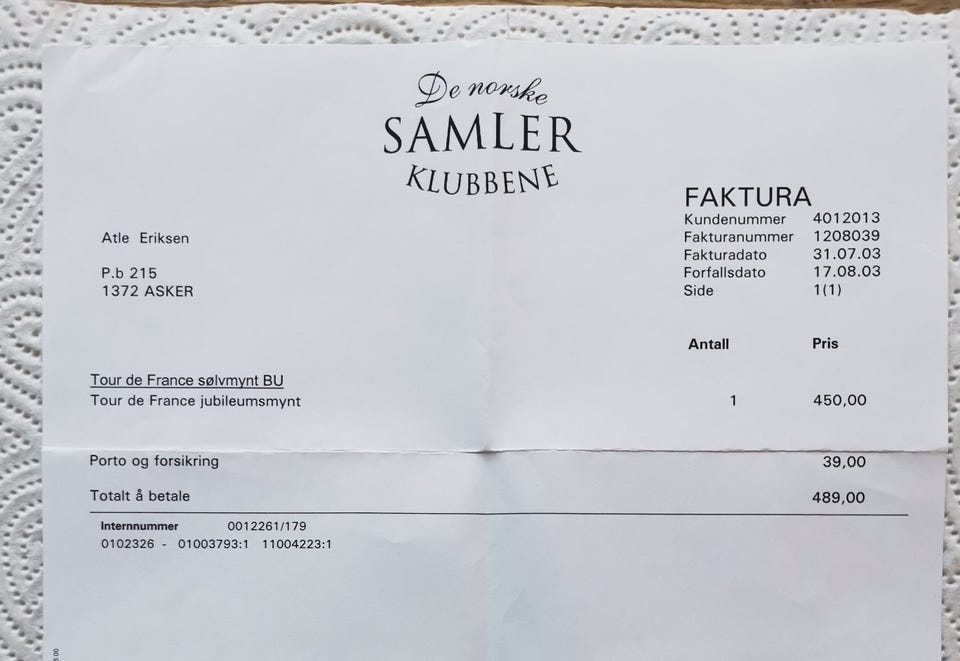 De norske
SAMLER
KLUBBENE
FAKTURA
Kundenummer 4012013
Fakturanummer 1208039
Fakturadato 31.07.03
Forfallsdato 17.08.03
Side 1(1)
Atle Eriksen
P.b 215
1372 ASKER
Antall Pris
Tour de France sølvmynt BU
Tour de France jubileumsmynt 1 450,00
Porto og forsikring 39,00
Totalt å betale 489,00
Internnummer 0012261/179
0102326 - 01003793:1 11004223:1